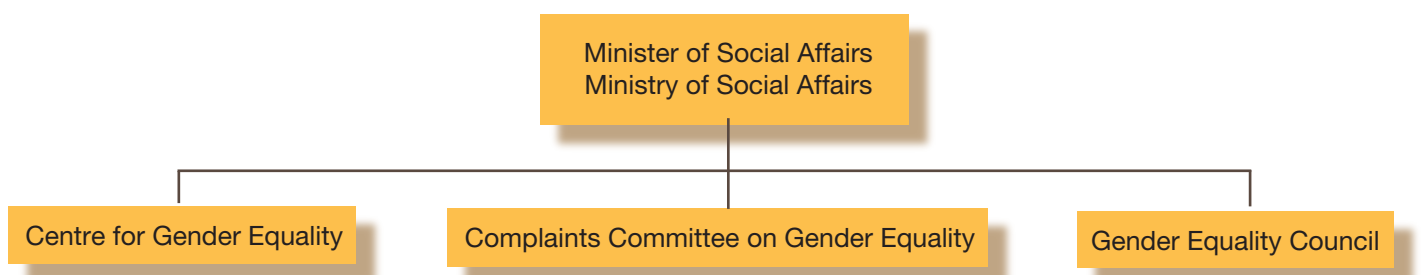 Minister of Social Affairs
Ministry of Social Affairs
Centre for Gender Equality
Complaints Committee on Gender Equality
Gender Equality Council